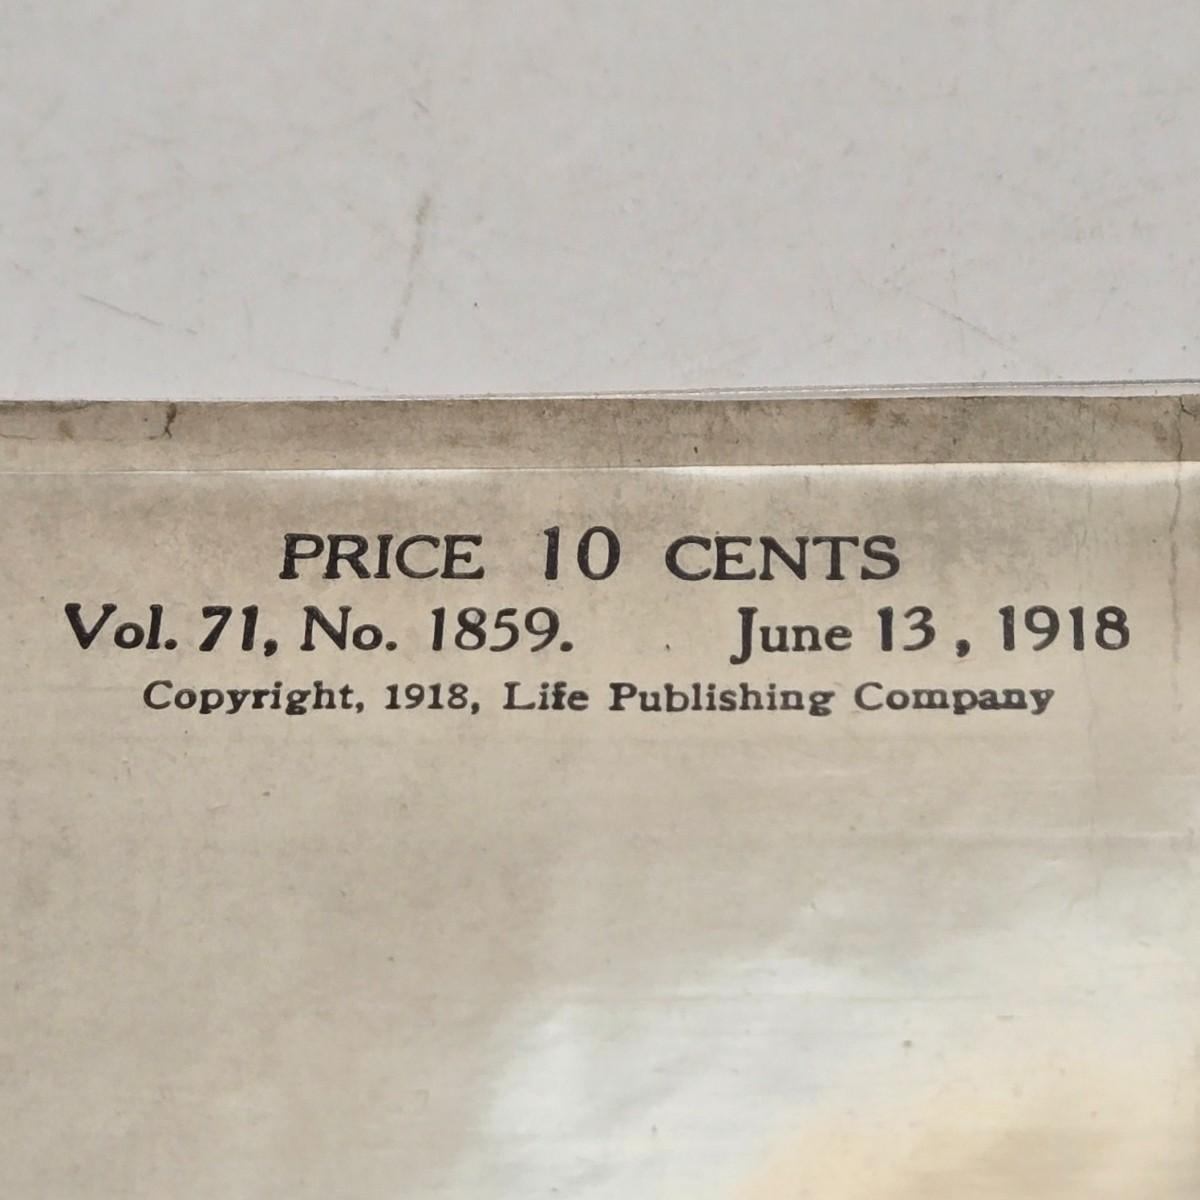 PRICE 10 CENTS
Vol. 71, No. 1859. June 13, 1918
Copyright, 1918, Life Publishing Company